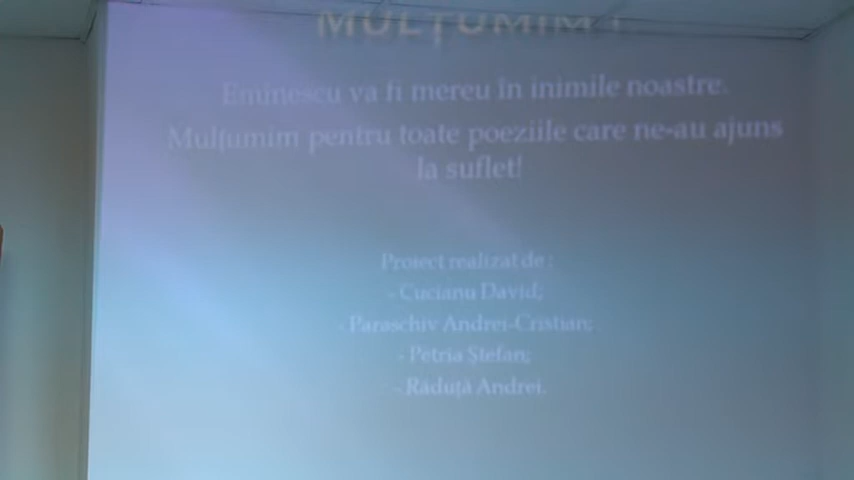 MULȚUMIM !
Eminescu va fi mereu în inimile noastre.
Mulțumim pentru toate poeziile care ne-au ajuns
la suflet!
Proiect realizat de :
- Cucianu David;
- Paraschiv Andrei-Cristian;
- Petria Ștefan;
- Răduță Andrei.